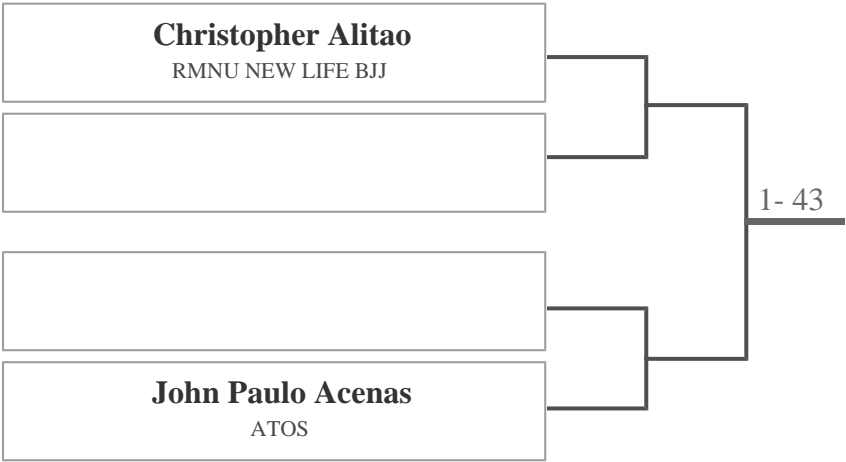 Christopher Alitao
RMNU NEW LIFE BJJ
1- 43
John Paulo Acenas
ATOS